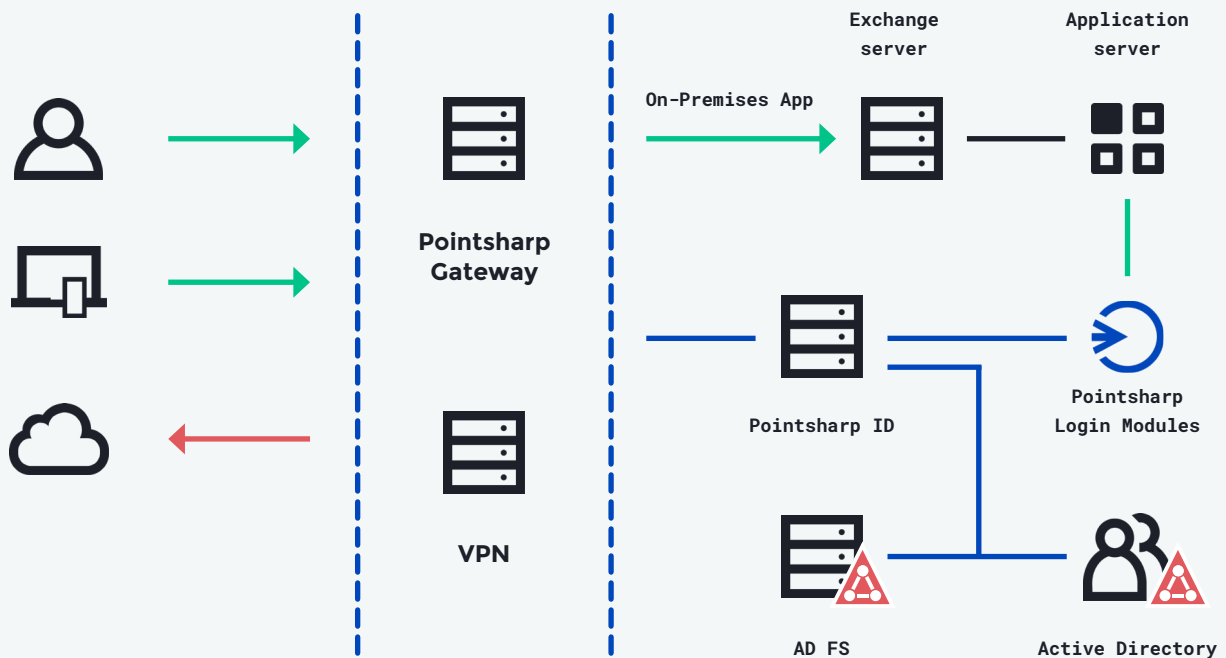 Exchange
server
Application
server
On-Premises App
Pointsharp
Gateway
Pointsharp ID
Pointsharp
Login Modules
VPN
AD FS
Active Directory